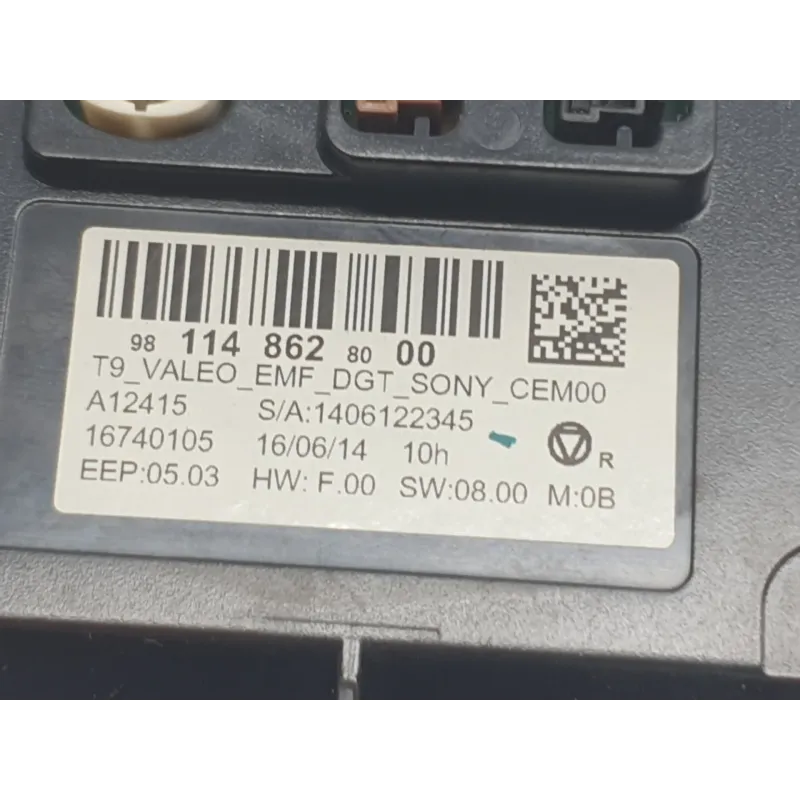 98 114 862 80 00
T9_VALEO_EMF_DGT_SONY_CEM00
A12415 S/A:1406122345
16740105 16/06/14 10h R
EEP:05.03 HW: F.00 SW:08.00 M:0B